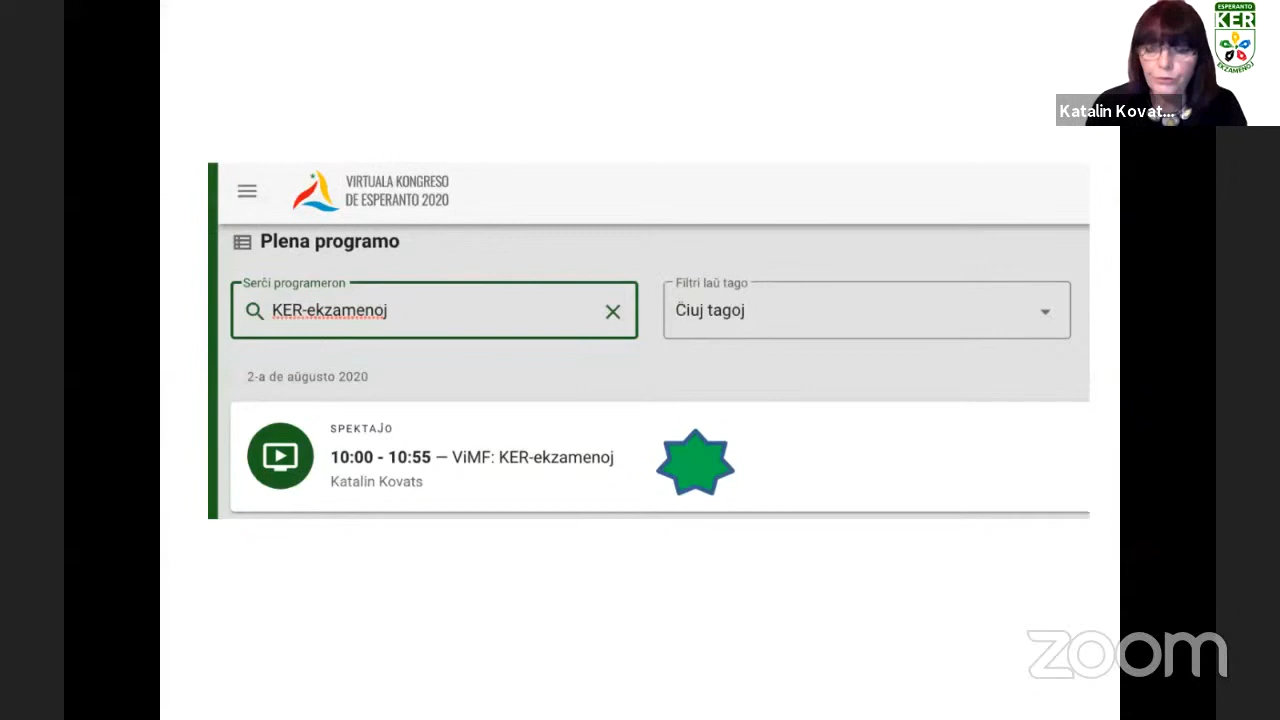 ESPERANTO
KER
EKZAMENOJ
Katalin Kovat...
VIRTUALA KONGRESO
DE ESPERANTO 2020
Plena programo
Serĉi programeron
KER-ekzamenoj
Filtri laŭ tago
Ĉiuj tagoj
2-a de aŭgusto 2020
SPEKTAĴO
10:00 - 10:55 — ViMF: KER-ekzamenoj
Katalin Kovats
zoom